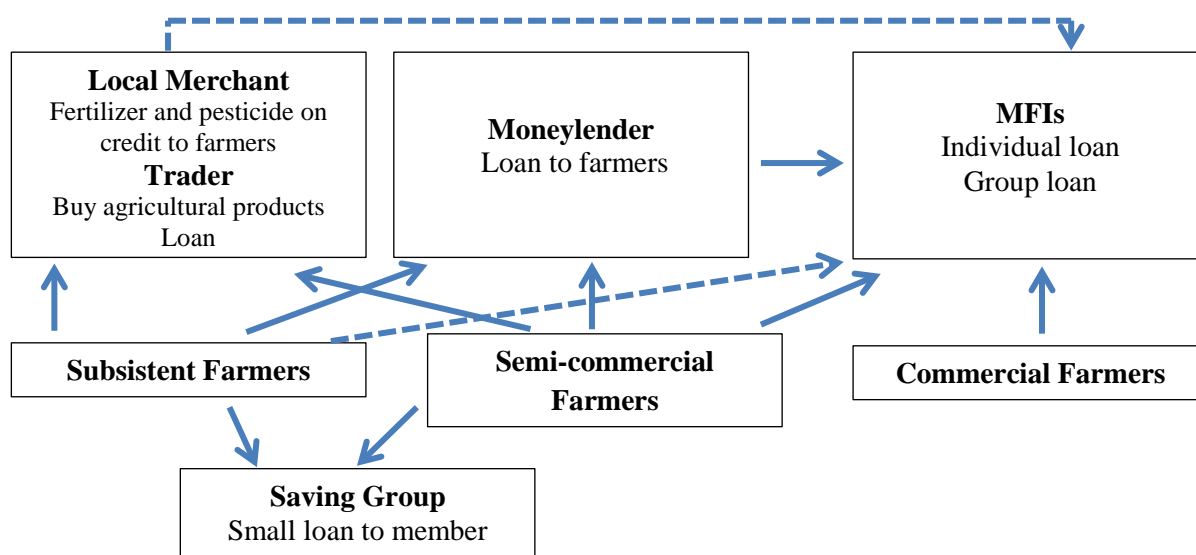 Local Merchant
Fertilizer and pesticide on
credit to farmers
Trader
Buy agricultural products
Loan
Moneylender
Loan to farmers
MFIs
Individual loan
Group loan
Subsistent Farmers
Semi-commercial
Farmers
Commercial Farmers
Saving Group
Small loan to member